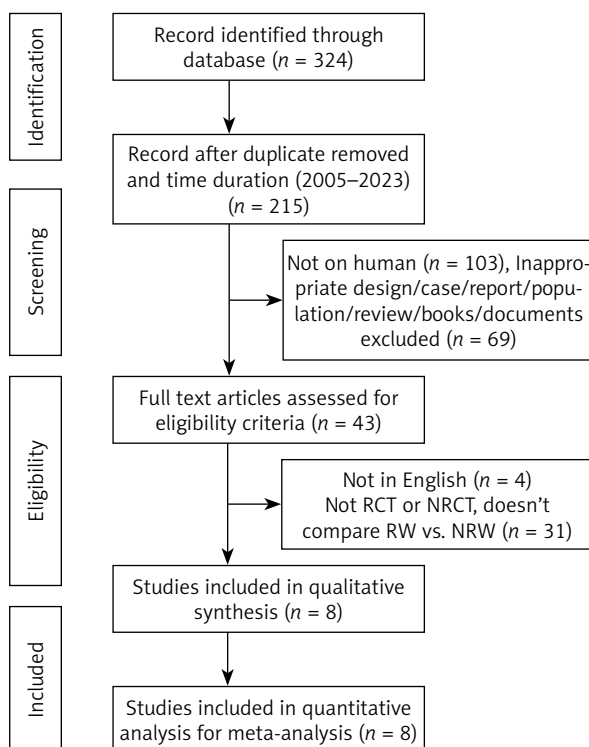 Identification
Record identified through
database (n = 324)
Record after duplicate removed
and time duration (2005–2023)
(n = 215)
Screening
Not on human (n = 103), Inappro-
priate design/case/report/popu-
lation/review/books/documents
excluded (n = 69)
Eligibility
Full text articles assessed for
eligibility criteria (n = 43)
Not in English (n = 4)
Not RCT or NRCT, doesn't
compare RW vs. NRW (n = 31)
Studies included in qualitative
synthesis (n = 8)
Included
Studies included in quantitative
analysis for meta-analysis (n = 8)